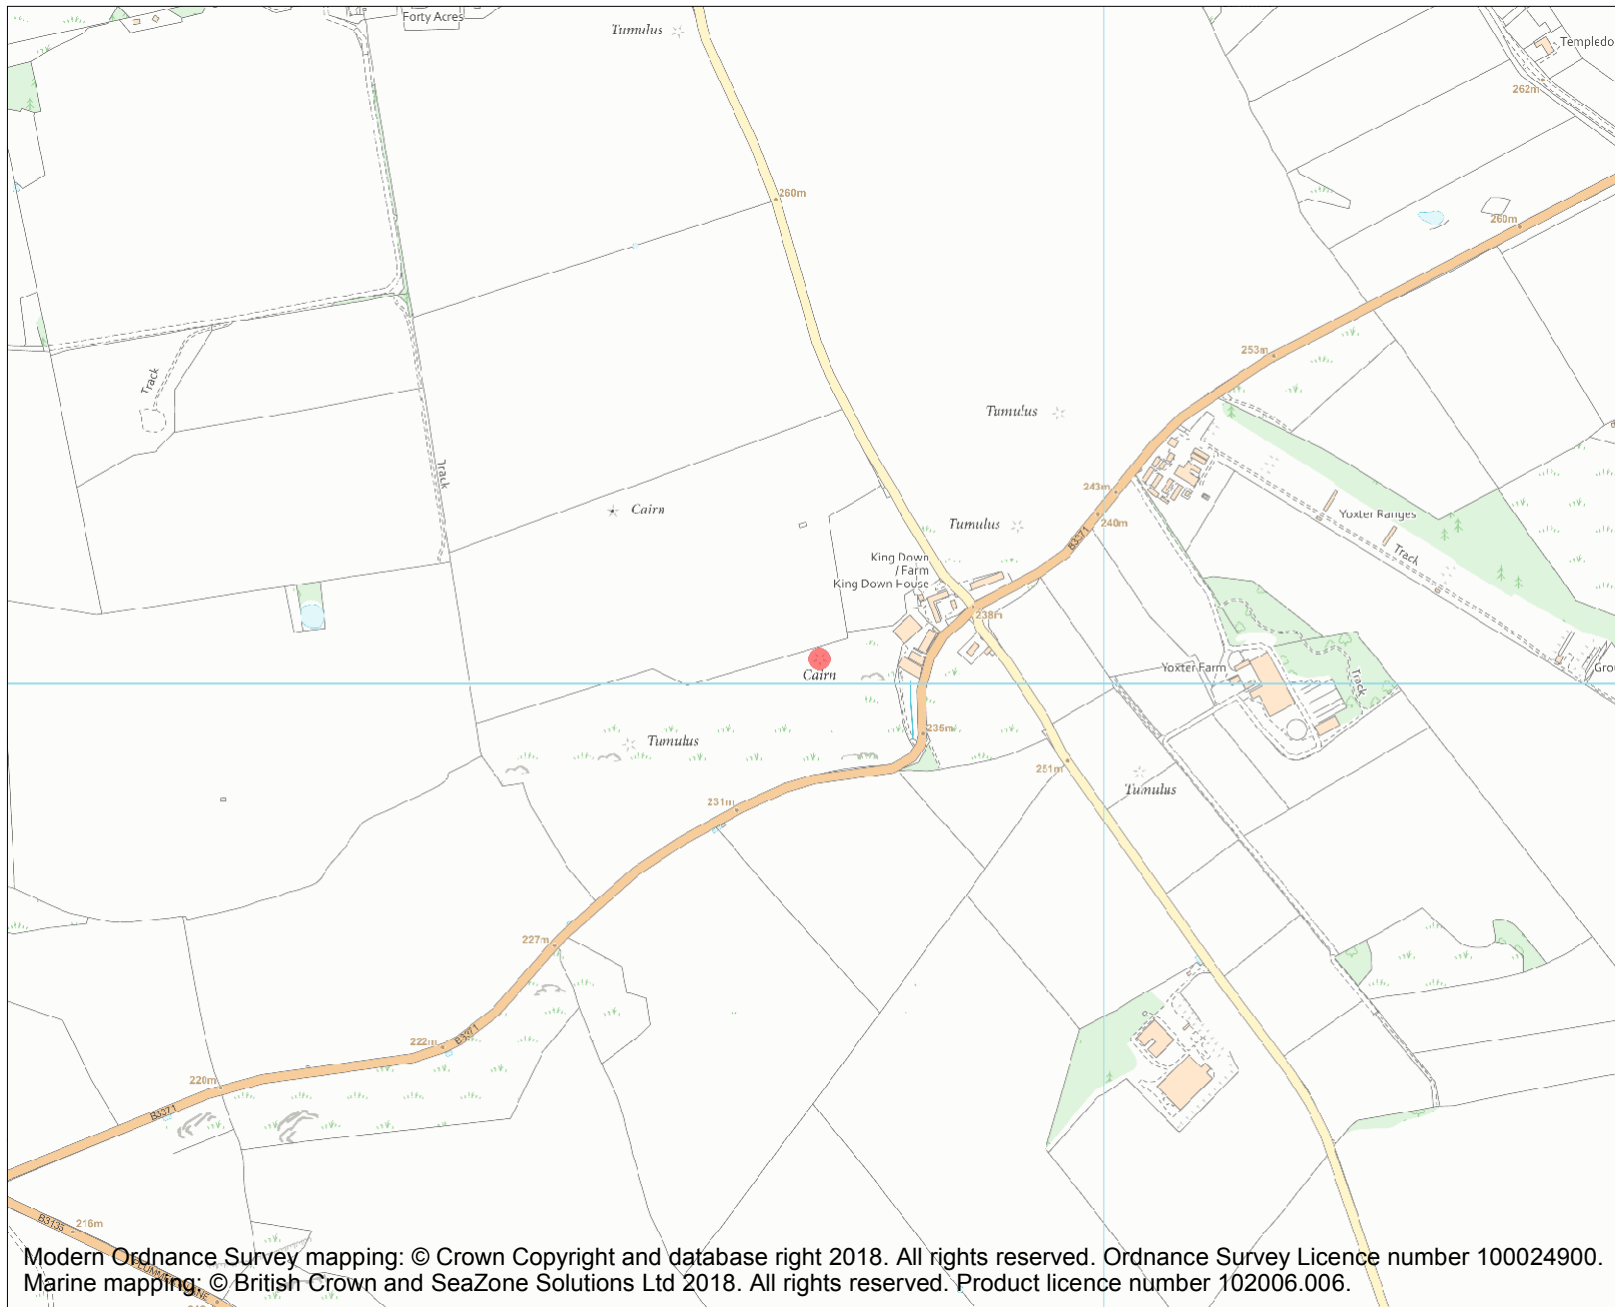 Forty Acres
Tumulus
Templedo
262m
260m
260m
253m
Track
Tumulus
Track
243m
Cairn
240m
Yoxter Ranges
Tumulus
B3371
Track
King Down
/ Farm
King Down House
238m
Yoxter Farm
Grou
Cairn
Track
236m
Tumulus
251m
Tumulus
231m
227m
B3371
222m
220m
B3371
B3135
216m
Modern Ordnance Survey mapping: © Crown Copyright and database right 2018. All rights reserved. Ordnance Survey Licence number 100024900.
Marine mapping: © British Crown and SeaZone Solutions Ltd 2018. All rights reserved. Product licence number 102006.006.